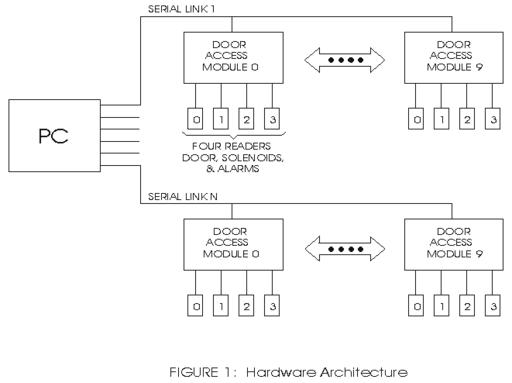 SERIAL LINK 1
DOOR
ACCESS
MODULE 0
DOOR
ACCESS
MODULE 9
0 1 2 3
0 1 2 3
PC
FOUR READERS
DOOR, SOLENOIDS,
& ALARMS
SERIAL LINK N
DOOR
ACCESS
MODULE 0
DOOR
ACCESS
MODULE 9
0 1 2 3
0 1 2 3
FIGURE 1: Hardware Architecture